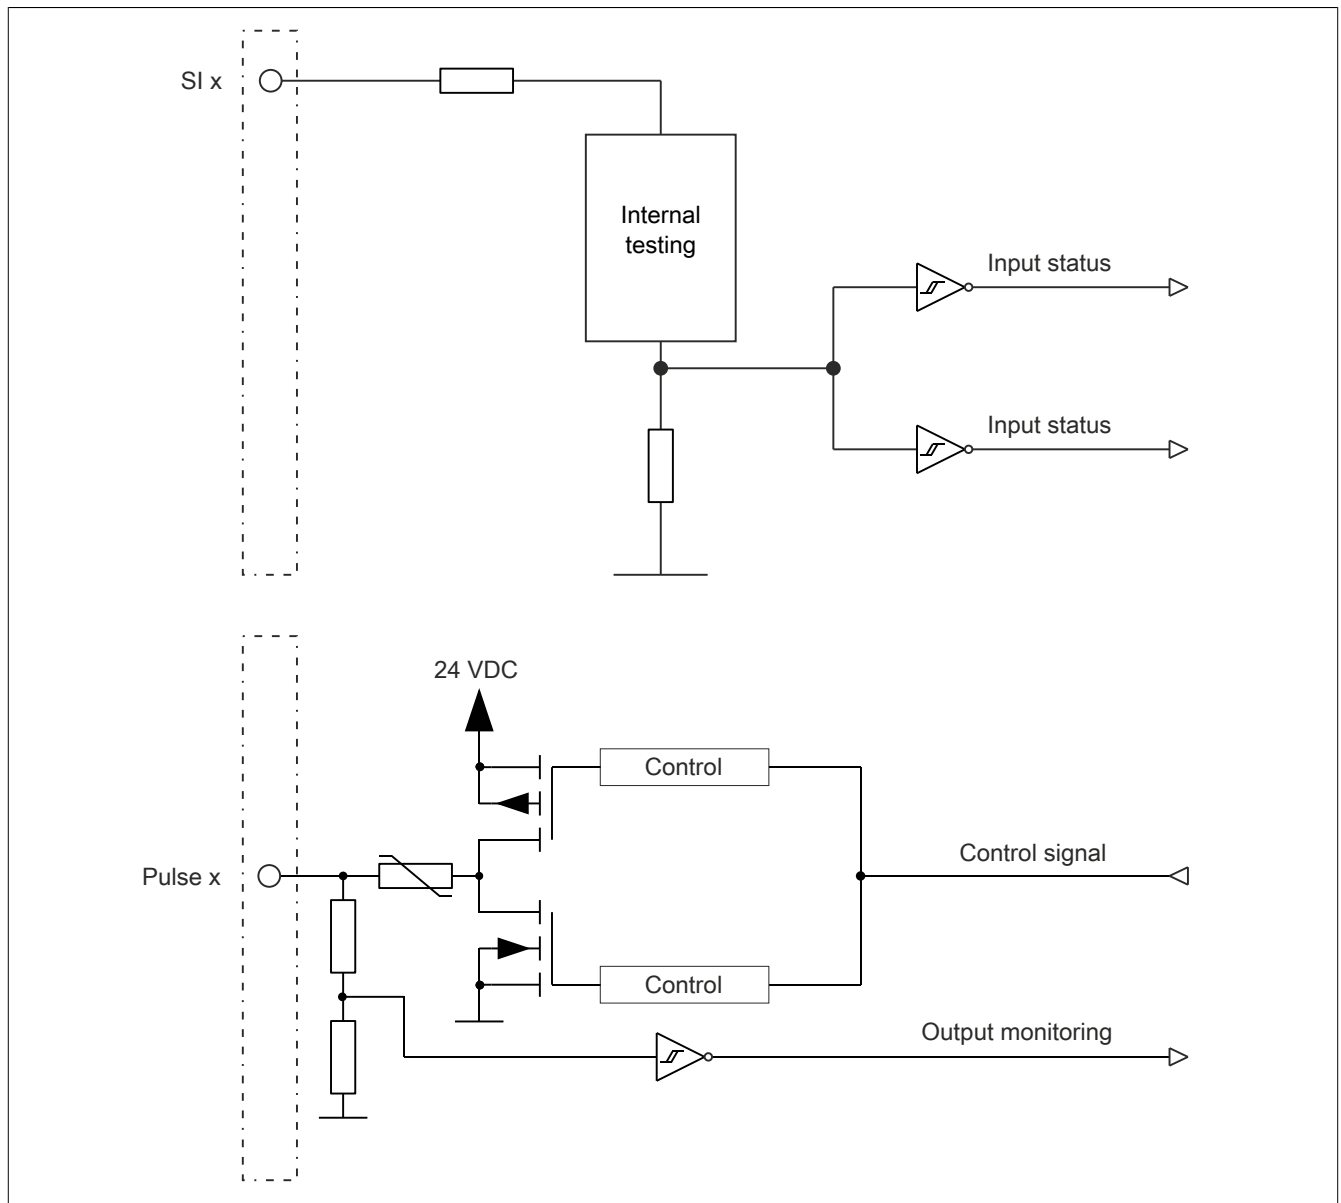 SI x
Internal
testing
Input status
Input status
24 VDC
Control
Control signal
Pulse x
Control
Output monitoring